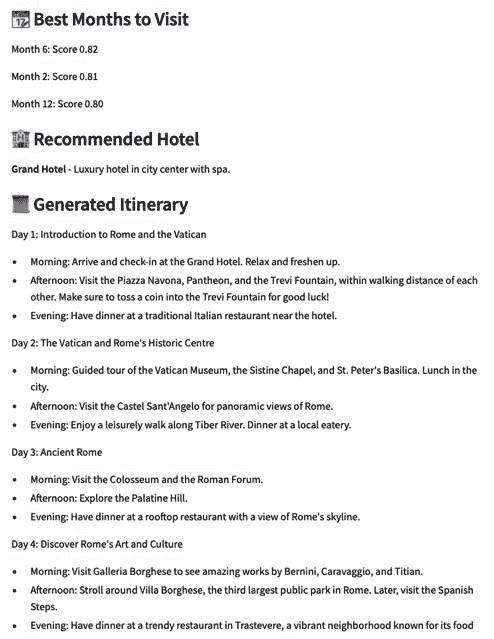 Best Months to Visit
Month 6: Score 0.82
Month 2: Score 0.81
Month 12: Score 0.80
Recommended Hotel
Grand Hotel - Luxury hotel in city center with spa.
Generated Itinerary
Day 1: Introduction to Rome and the Vatican
• Morning: Arrive and check-in at the Grand Hotel. Relax and freshen up.
• Afternoon: Visit the Piazza Navona, Pantheon, and the Trevi Fountain, within walking distance of each
other. Make sure to toss a coin into the Trevi Fountain for good luck!
• Evening: Have dinner at a traditional Italian restaurant near the hotel.
Day 2: The Vatican and Rome's Historic Centre
• Morning: Guided tour of the Vatican Museum, the Sistine Chapel, and St. Peter's Basilica. Lunch in the
city.
• Afternoon: Visit the Castel Sant'Angelo for panoramic views of Rome.
• Evening: Enjoy a leisurely walk along Tiber River. Dinner at a local eatery.
Day 3: Ancient Rome
• Morning: Visit the Colosseum and the Roman Forum.
• Afternoon: Explore the Palatine Hill.
• Evening: Have dinner at a rooftop restaurant with a view of Rome's skyline.
Day 4: Discover Rome's Art and Culture
• Morning: Visit Galleria Borghese to see amazing works by Bernini, Caravaggio, and Titian.
• Afternoon: Stroll around Villa Borghese, the third largest public park in Rome. Later, visit the Spanish
Steps.
• Evening: Have dinner at a trendy restaurant in Trastevere, a vibrant neighborhood known for its food